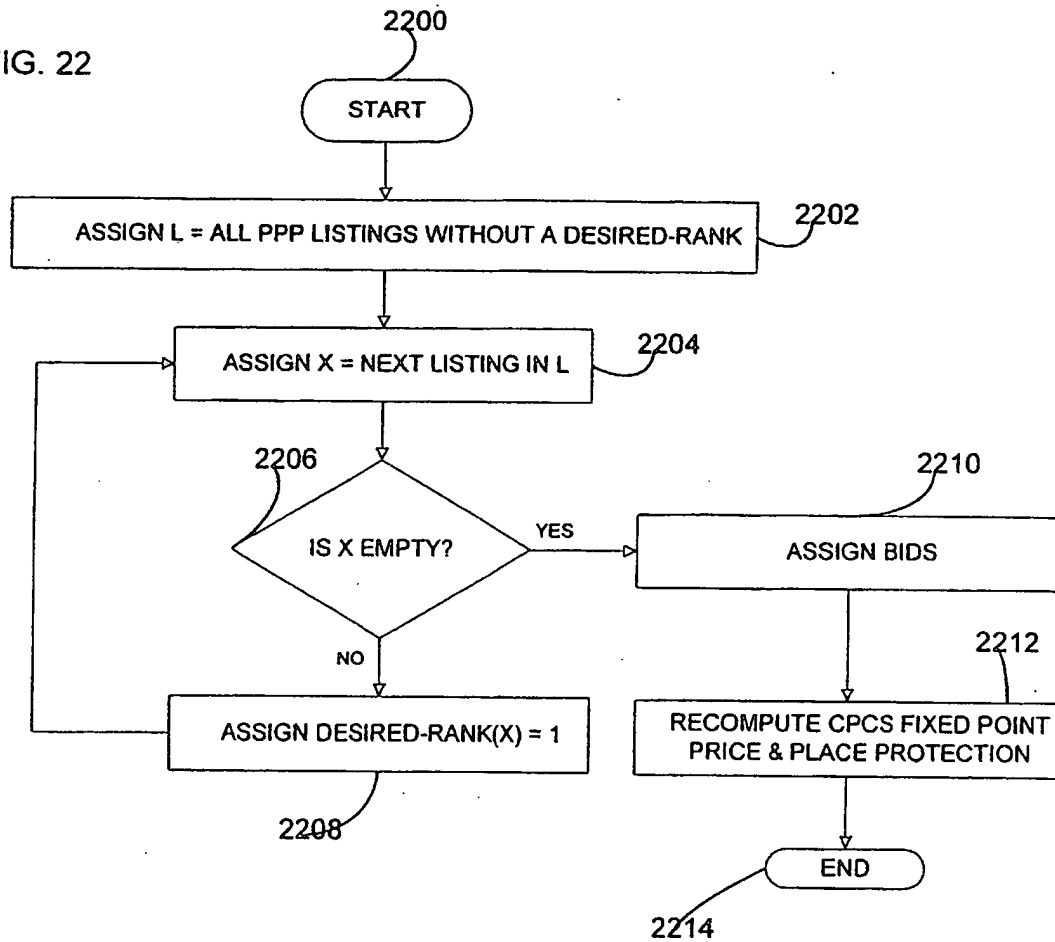 2200
IG. 22
START
ASSIGN L = ALL PPP LISTINGS WITHOUT A DESIRED-RANK
2202
ASSIGN X = NEXT LISTING IN L
2204
2206
IS X EMPTY?
YES
2210
ASSIGN BIDS
NO
2212
ASSIGN DESIRED-RANK(X) = 1
RECOMPUTE CPCS FIXED POINT
PRICE & PLACE PROTECTION
2208
END
2214